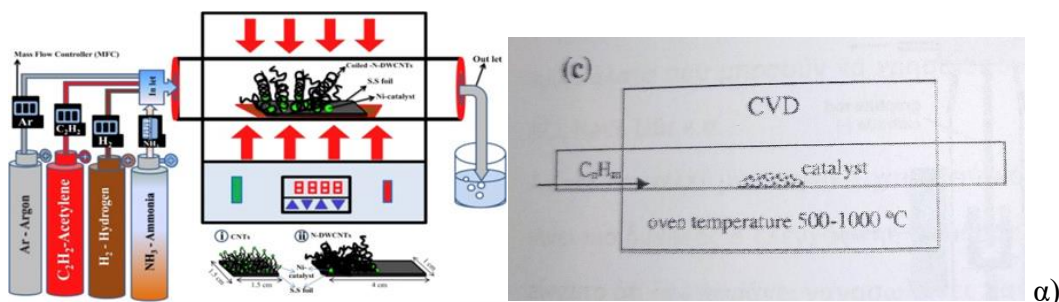 Mass Flow Controller (MFC)
Ar
C₂H₂
H₂
NH₃
In let
Out let
Coiled -N-DWCNTs
S.S foil
Ni-catalyst
Ar - Argon
C₂H₂-Acetylene
H₂ - Hydrogen
NH₃ - Ammonia
i CNTs
ii N-DWCNTs
Ni-catalyst
S.S foil
1.5 cm
1.5 cm
4 cm
1 cm
(c)
CVD
CₙHₘ
catalyst
oven temperature 500-1000 °C
α)